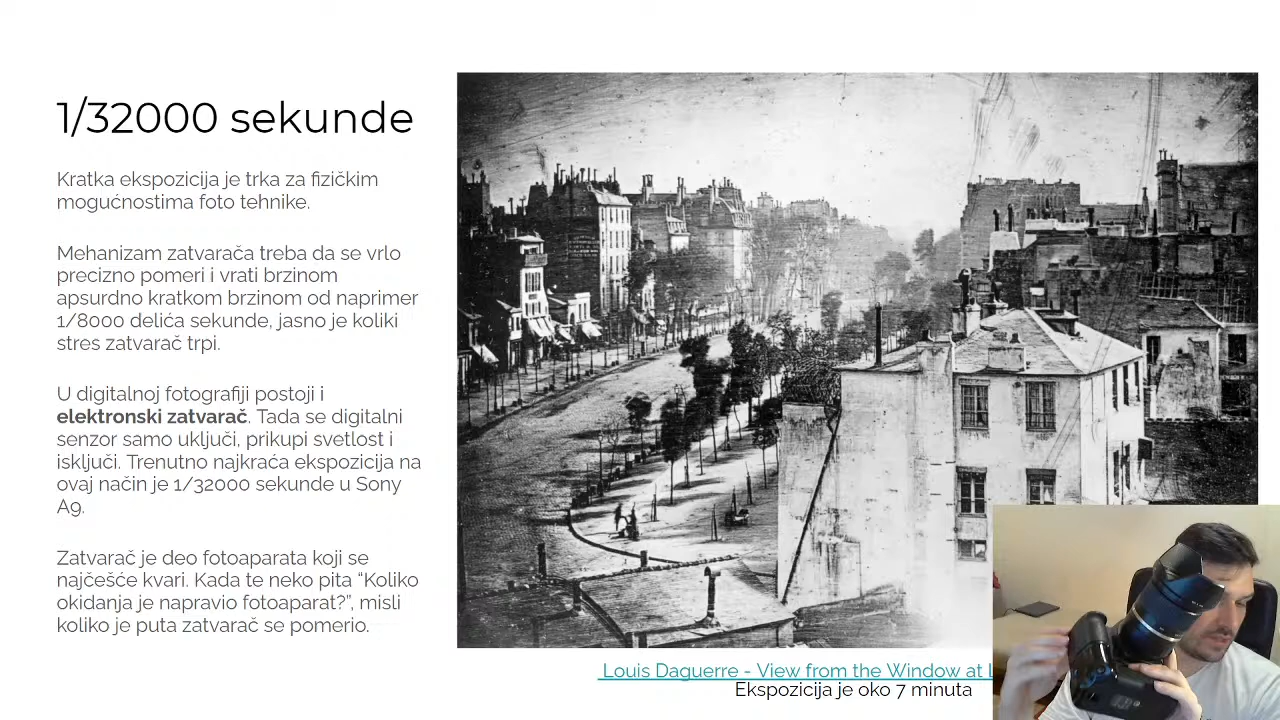 1/32000 sekunde
Kratka ekspozicija je trka za fizičkim
mogućnostima foto tehnike.
Mehanizam zatvarača treba da se vrlo
precizno pomeri i vrati brzinom
apsurdno kratkom brzinom od naprimer
1/8000 delića sekunde, jasno je koliki
stres zatvarač trpi.
U digitalnoj fotografiji postoji i
elektronski zatvarač. Tada se digitalni
senzor samo uključi, prikupi svetlost i
isključi. Trenutno najkraća ekspozicija na
ovaj način je 1/32000 sekunde u Sony
A9.
Zatvarač je deo fotoaparata koji se
najčešće kvari. Kada te neko pita “Koliko
okidanja je napravio fotoaparat?”, misli
koliko je puta zatvarač se pomerio.
Louis Daguerre - View from the Window at
Ekspozicija je oko 7 minuta